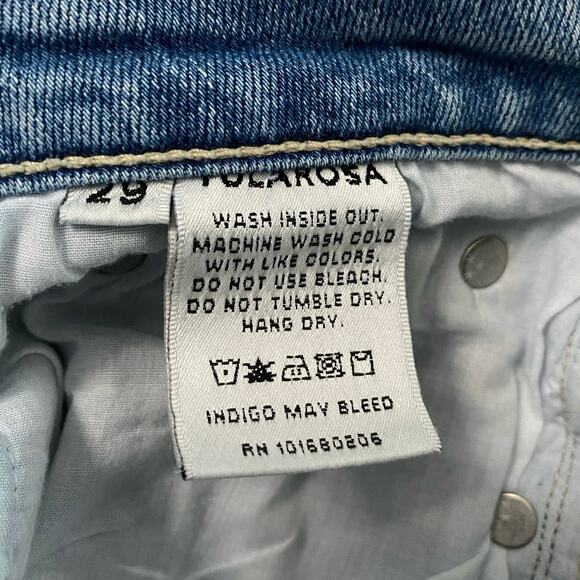 29
TULAROSA
WASH INSIDE OUT.
MACHINE WASH COLD
WITH LIKE COLORS.
DO NOT USE BLEACH.
DO NOT TUMBLE DRY.
HANG DRY.
INDIGO MAY BLEED
RN 101680206